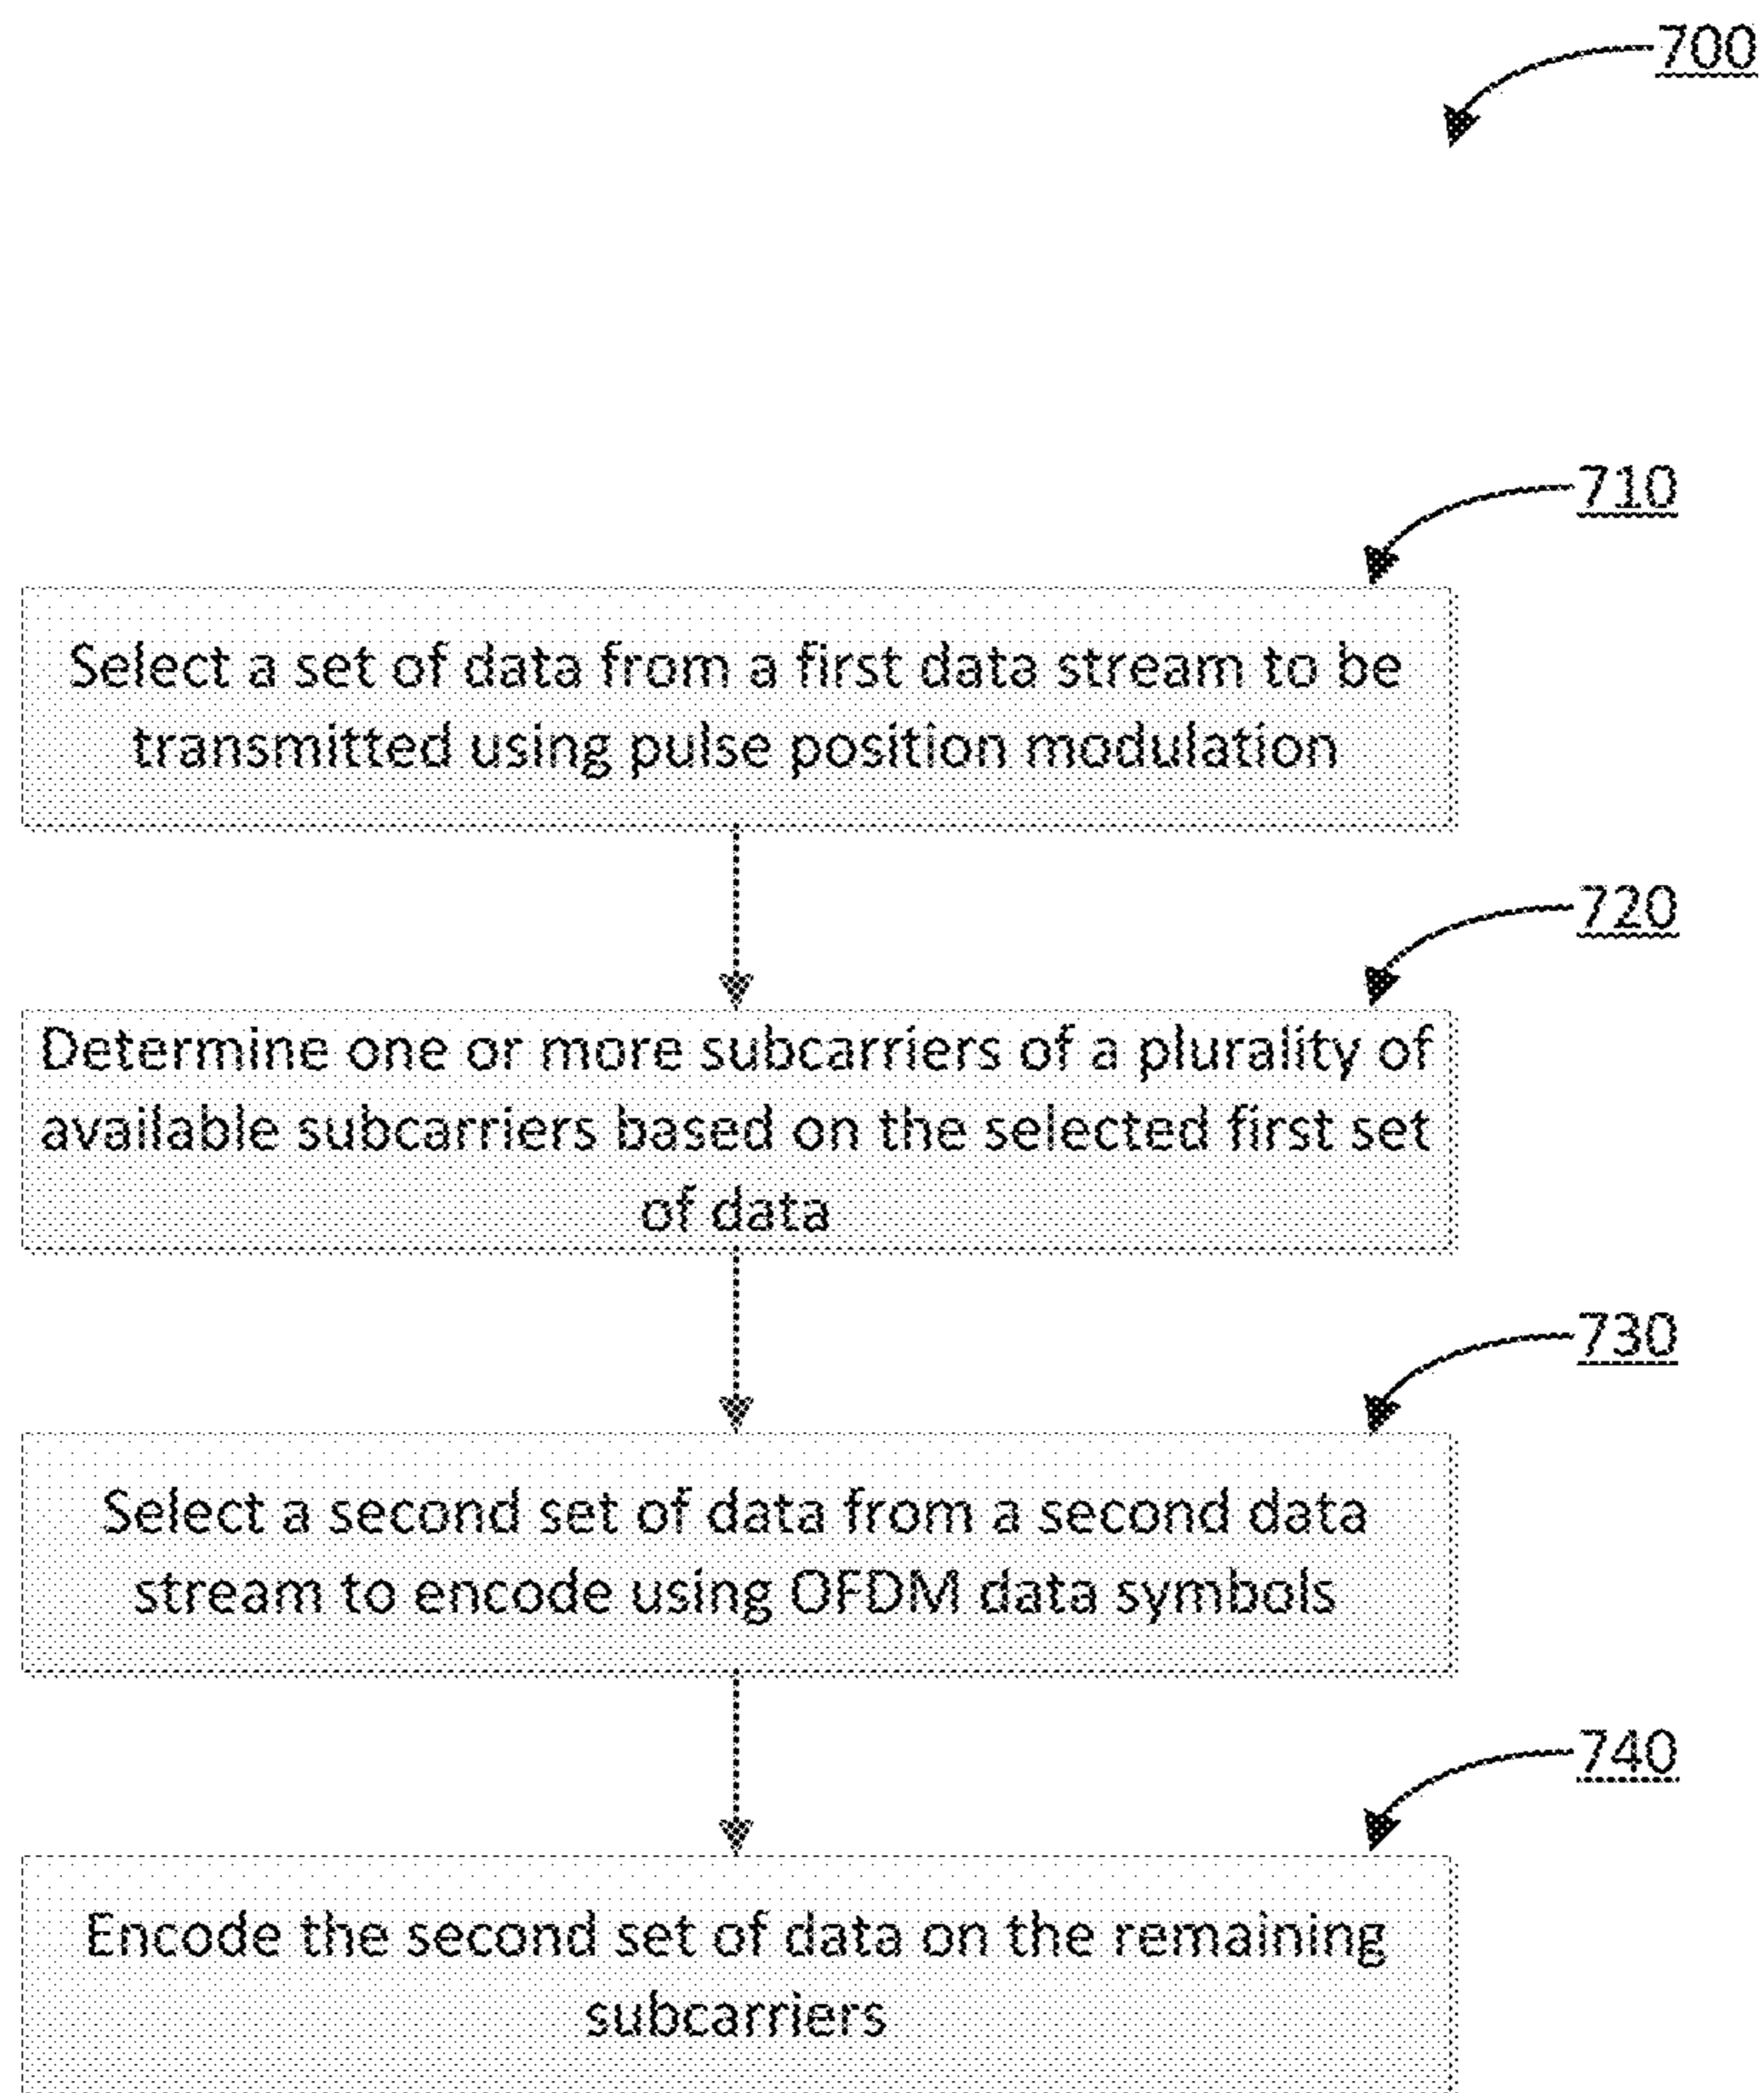 700
710
Select a set of data from a first data stream to be
transmitted using pulse position modulation
720
Determine one or more subcarriers of a plurality of
available subcarriers based on the selected first set
of data
730
Select a second set of data from a second data
stream to encode using OFDM data symbols
740
Encode the second set of data on the remaining
subcarriers